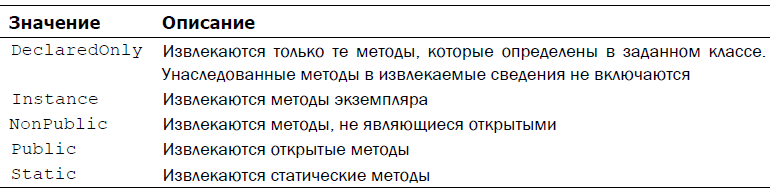 Значение Описание
DeclaredOnly Извлекаются только те методы, которые определены в заданном классе.
Унаследованные методы в извлекаемые сведения не включаются
Instance Извлекаются методы экземпляра
NonPublic Извлекаются методы, не являющиеся открытыми
Public Извлекаются открытые методы
Static Извлекаются статические методы